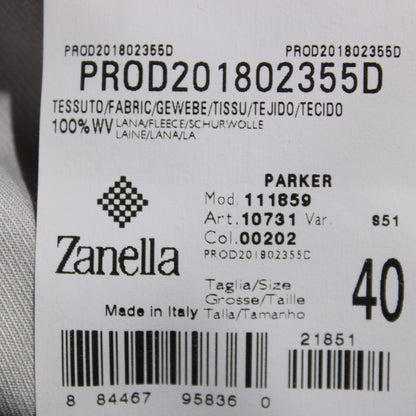 PROD201802355D PROD201802355D
PROD201802355D
TESSUTO/FABRIC/GEWEBE/TISSU/TEJIDO/TECIDO
100%WV LANA/FLEECE/SCHURWOLLE
LAINE/LANA/LA
PARKER
Mod. 111859
Art. 10731 Var. S51
Col. 00202
PROD201802355D
Zanella
Taglia/Size
Grosse/Taille
Talla/Tamanho
40
Made in Italy
21851
8 84467 95836 0